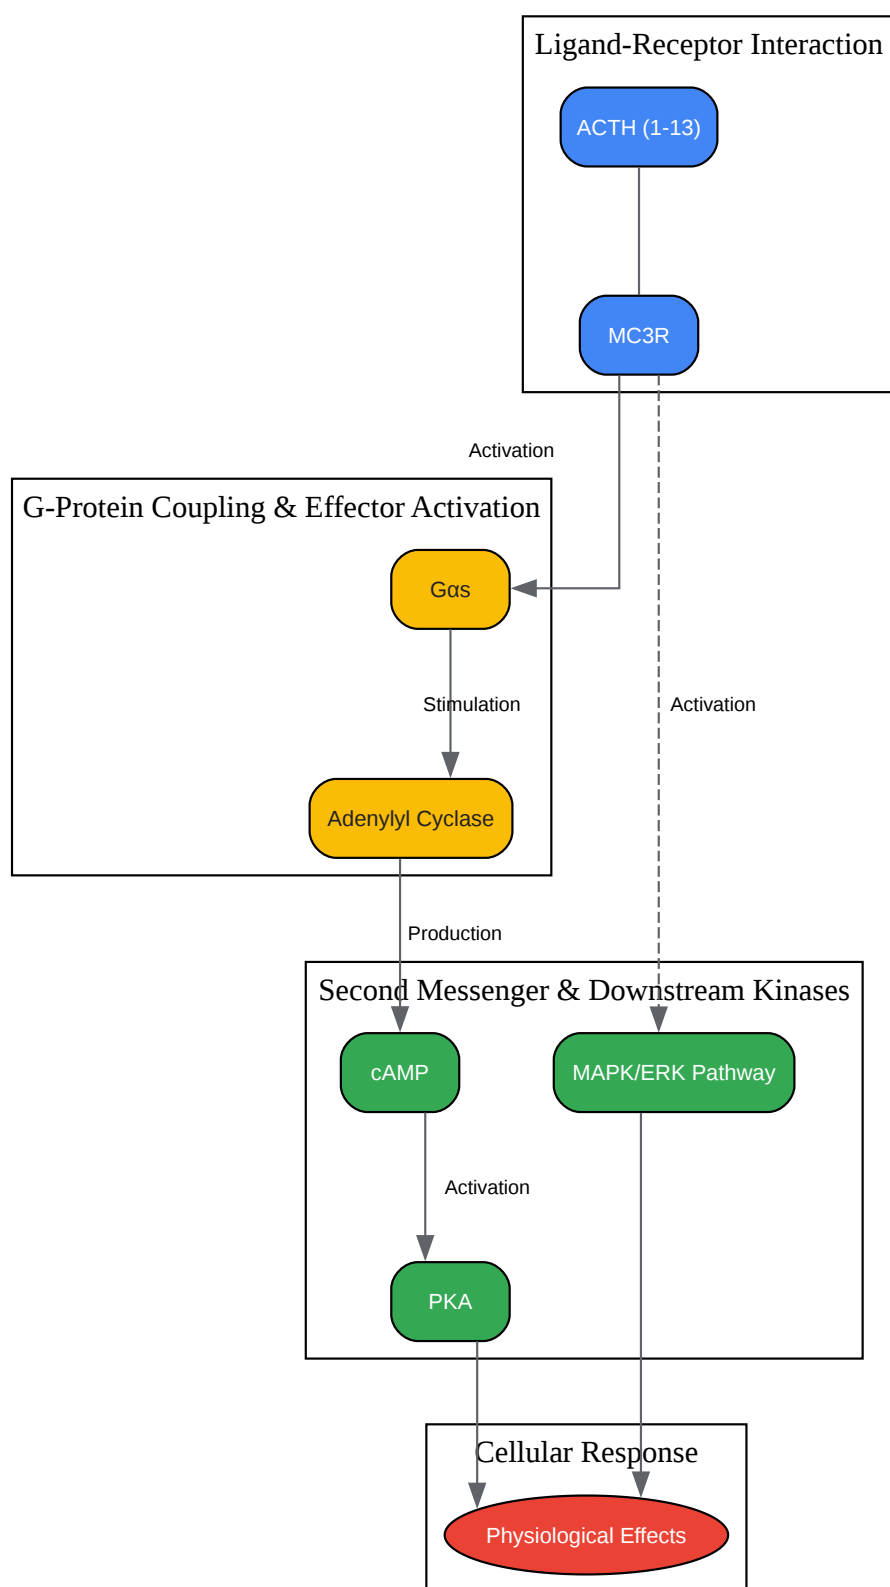 Ligand-Receptor Interaction
ACTH (1-13)
MC3R
Activation
G-Protein Coupling & Effector Activation
Gαs
Stimulation
Activation
Adenylyl Cyclase
Production
Second Messenger & Downstream Kinases
cAMP
MAPK/ERK Pathway
Activation
PKA
Cellular Response
Physiological Effects